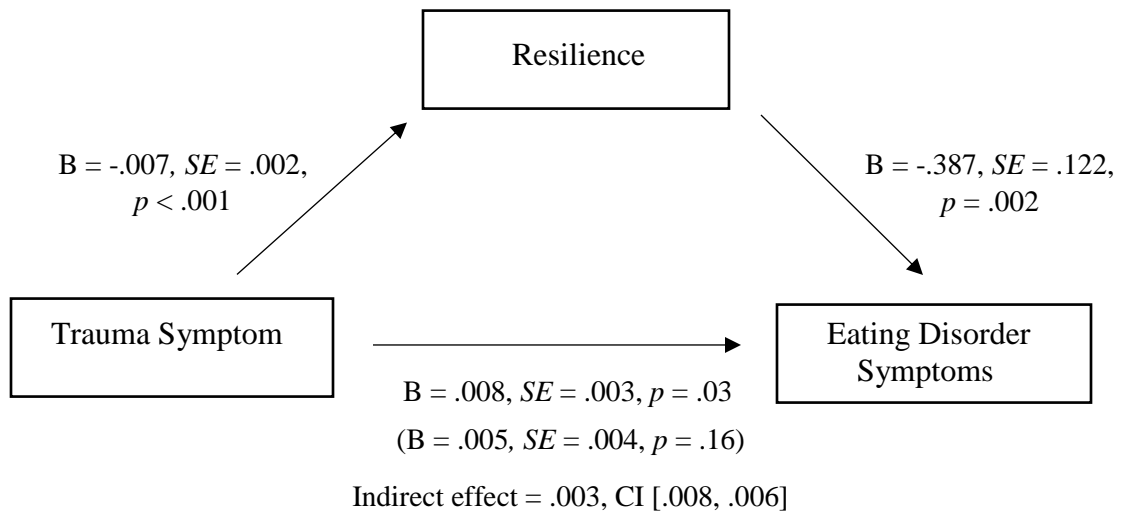 Resilience
B = -.007, SE = .002,
p < .001
B = -.387, SE = .122,
p = .002
Trauma Symptom
Eating Disorder
Symptoms
B = .008, SE = .003, p = .03
(B = .005, SE = .004, p = .16)
Indirect effect = .003, CI [.008, .006]